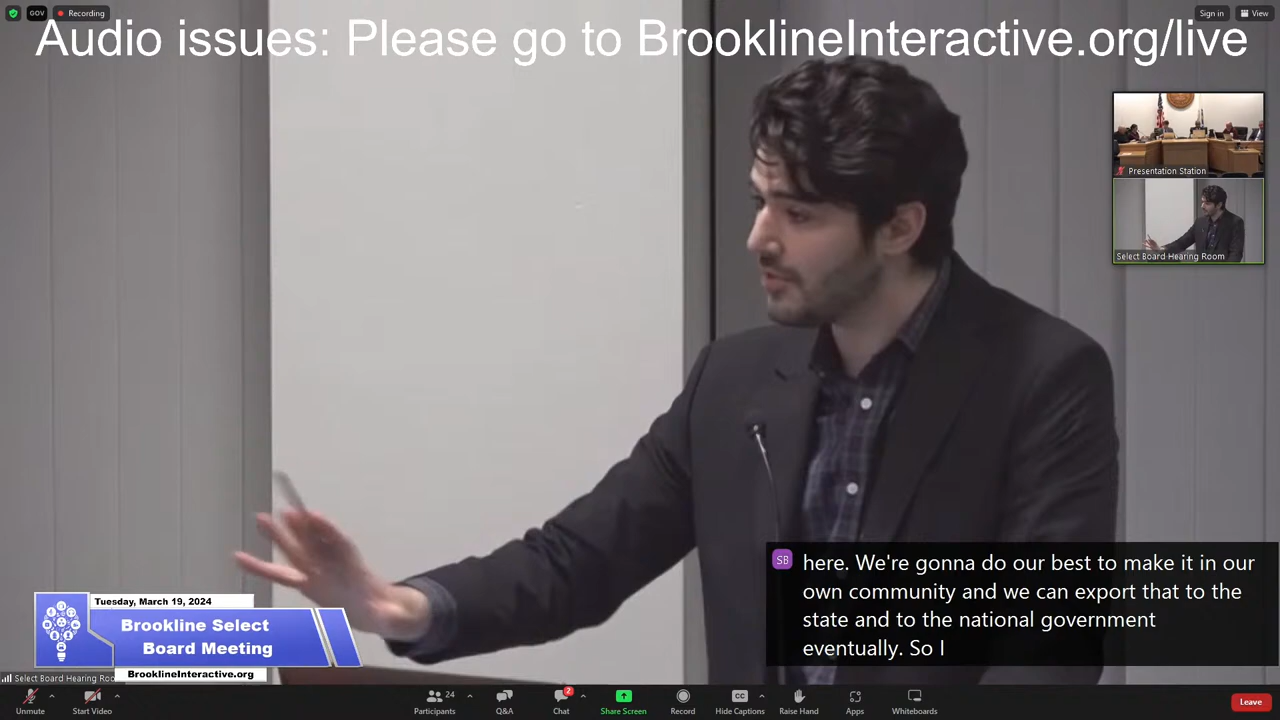 GOV
Recording
Sign in
View
Audio issues: Please go to BrooklineInteractive.org/live
Presentation Station
Select Board Hearing Room
SB
here. We're gonna do our best to make it in our
own community and we can export that to the
state and to the national government
eventually. So I
Tuesday, March 19, 2024
Brookline Select
Board Meeting
BrooklineInteractive.org
Select Board Hearing Roo
Unmute
Start Video
24
Participants
Q&A
2
Chat
Share Screen
Record
CC
Hide Captions
Raise Hand
Apps
Whiteboards
Leave